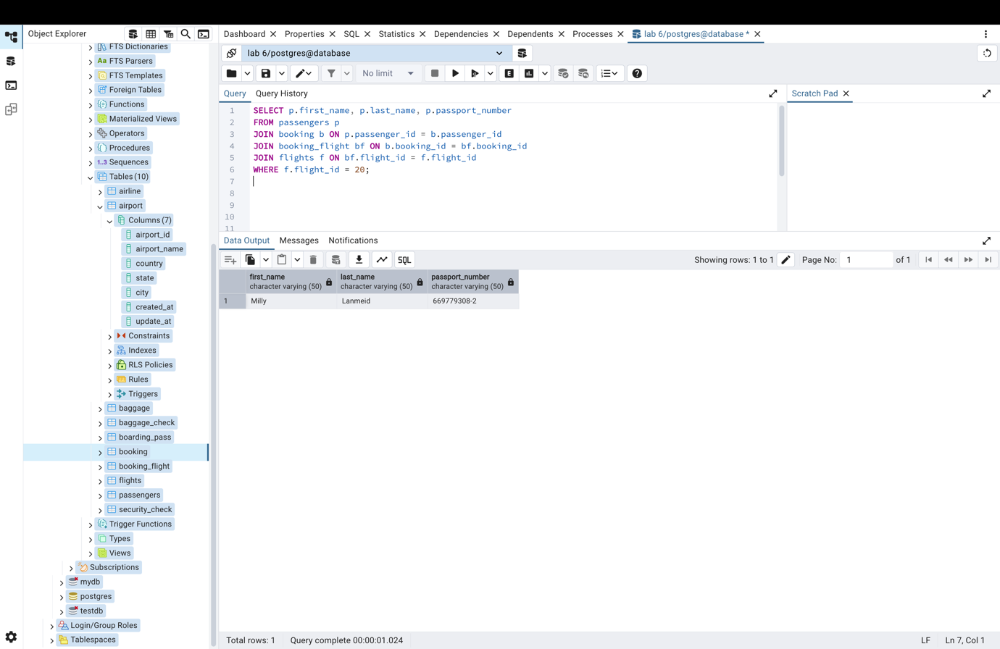 Object Explorer
Dashboard
Properties
SQL
Statistics
Dependencies
Dependents
Processes
lab 6/postgres@database *
lab 6/postgres@database
No limit
E
Query
Query History
Scratch Pad
1 SELECT p.first_name, p.last_name, p.passport_number
2 FROM passengers p
3 JOIN booking b ON p.passenger_id = b.passenger_id
4 JOIN booking_flight bf ON b.booking_id = bf.booking_id
5 JOIN flights f ON bf.flight_id = f.flight_id
6 WHERE f.flight_id = 20;
7
8
9
10
11
Data Output
Messages
Notifications
SQL
Showing rows: 1 to 1
Page No: 1 of 1
first_name
character varying (50)
last_name
character varying (50)
passport_number
character varying (50)
1 Milly Lanmeid 669779308-2
FTS Dictionaries
Aa FTS Parsers
FTS Templates
Foreign Tables
Functions
Materialized Views
Operators
Procedures
1..3 Sequences
Tables (10)
airline
airport
Columns (7)
airport_id
airport_name
country
state
city
created_at
update_at
Constraints
Indexes
RLS Policies
Rules
Triggers
baggage
baggage_check
boarding_pass
booking
booking_flight
flights
passengers
security_check
Trigger Functions
Types
Views
Subscriptions
mydb
postgres
testdb
Login/Group Roles
Tablespaces
Total rows: 1
Query complete 00:00:01.024
LF
Ln 7, Col 1